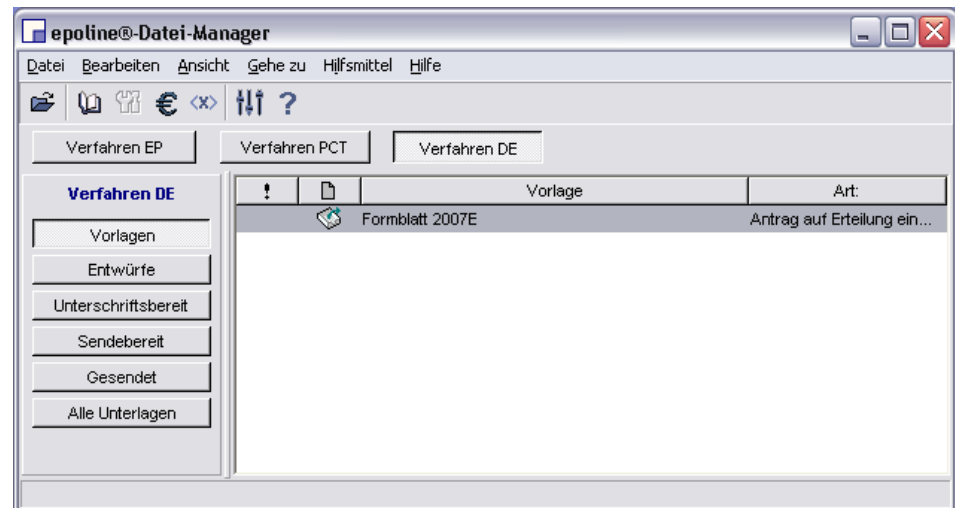 epoline®-Datei-Manager
Datei Bearbeiten Ansicht Gehe zu Hilfsmittel Hilfe
€ <x> ?
Verfahren EP Verfahren PCT Verfahren DE
Verfahren DE
! Vorlage Art:
Formblatt 2007E Antrag auf Erteilung ein...
Vorlagen
Entwürfe
Unterschriftsbereit
Sendebereit
Gesendet
Alle Unterlagen